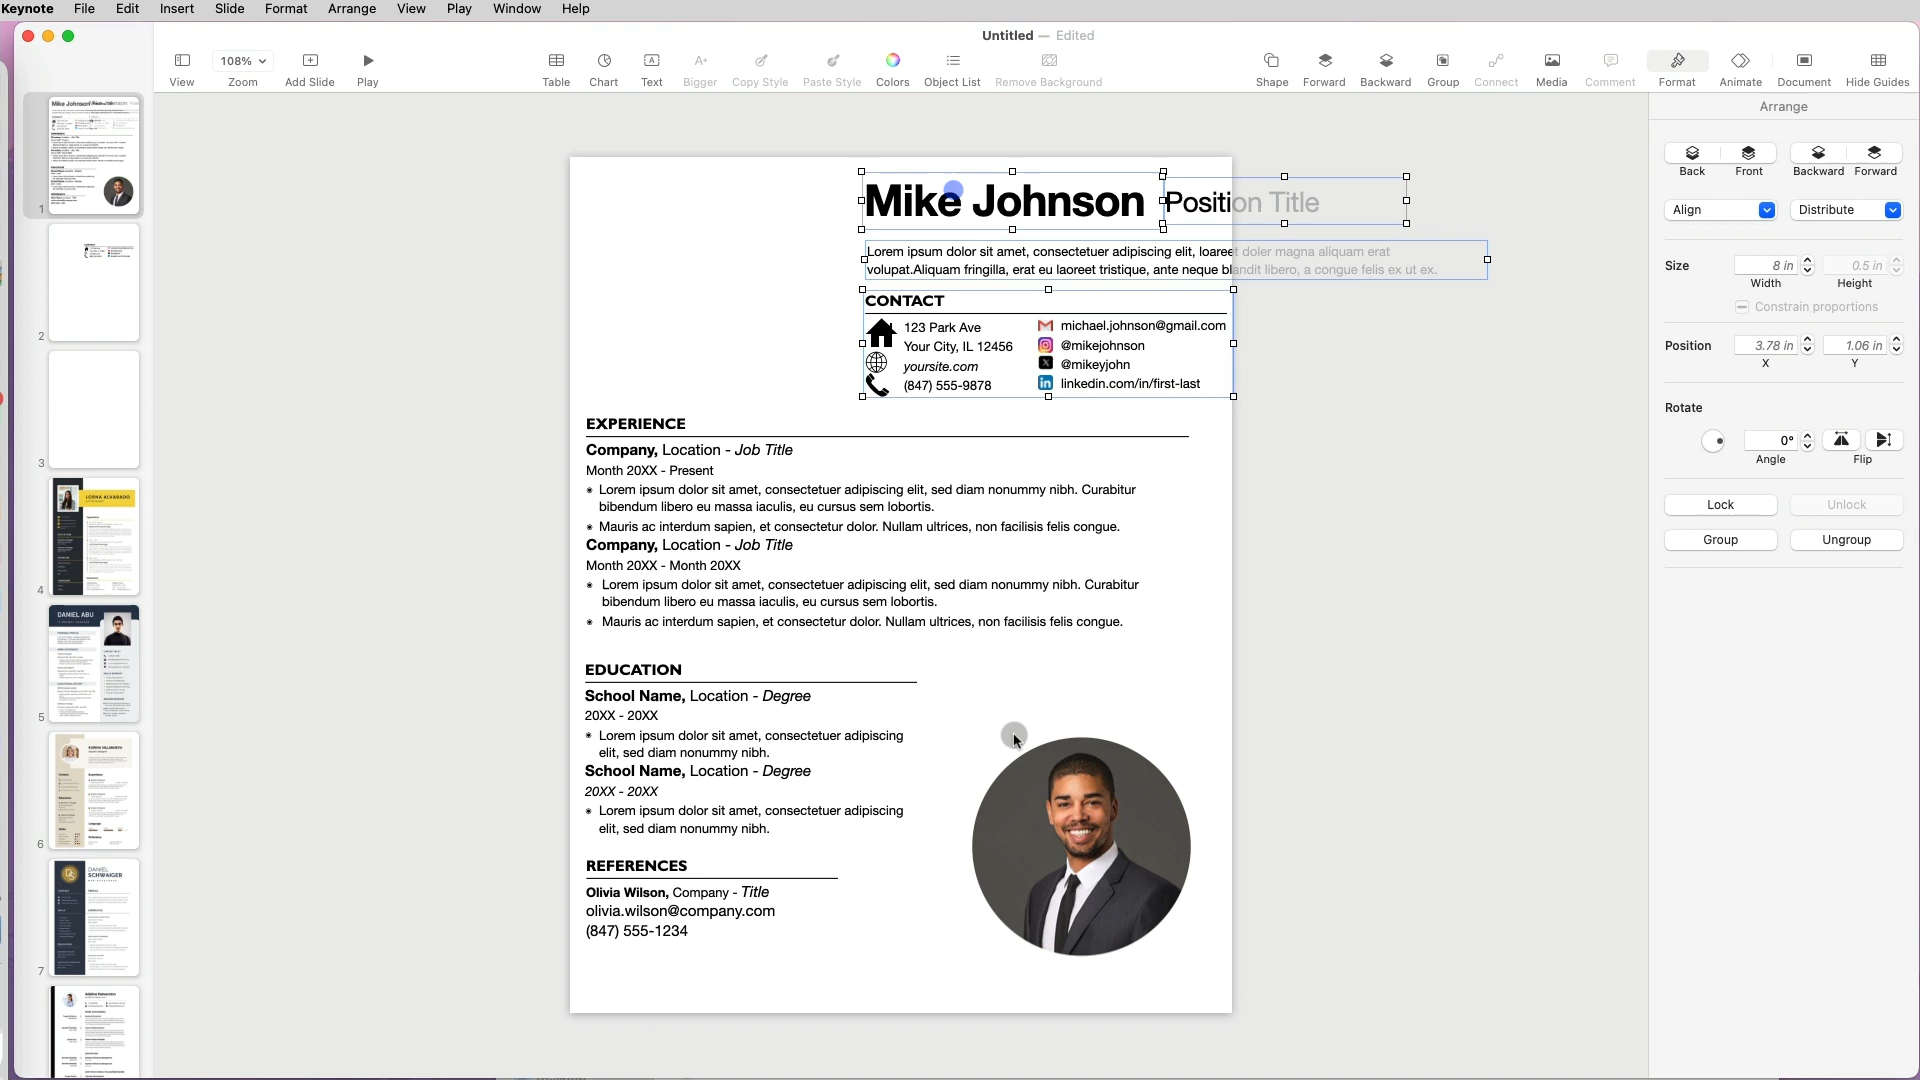 Keynote File Edit Insert Slide Format Arrange View Play Window Help
Untitled — Edited
108%
View Zoom Add Slide Play Table Chart Text Bigger Copy Style Paste Style Colors Object List Remove Background Shape Forward Backward Group Connect Media Comment Format Animate Document Hide Guides
1
2
3
4
LORNA ALVARADO
5
DANIEL ABU
6
7
DANIEL
SCHWAIGER
Mike Johnson
Position Title
Lorem ipsum dolor sit amet, consectetuer adipiscing elit, loareet doler magna aliquam erat
volupat.Aliquam fringilla, erat eu laoreet tristique, ante neque blandit libero, a congue felis ex ut ex.
CONTACT
123 Park Ave
Your City, IL 12456
yoursite.com
(847) 555-9878
michael.johnson@gmail.com
@mikejohnson
@mikeyjohn
linkedin.com/in/first-last
EXPERIENCE
Company, Location - Job Title
Month 20XX - Present
Lorem ipsum dolor sit amet, consectetuer adipiscing elit, sed diam nonummy nibh. Curabitur
bibendum libero eu massa iaculis, eu cursus sem lobortis.
Mauris ac interdum sapien, et consectetur dolor. Nullam ultrices, non facilisis felis congue.
Company, Location - Job Title
Month 20XX - Month 20XX
Lorem ipsum dolor sit amet, consectetuer adipiscing elit, sed diam nonummy nibh. Curabitur
bibendum libero eu massa iaculis, eu cursus sem lobortis.
Mauris ac interdum sapien, et consectetur dolor. Nullam ultrices, non facilisis felis congue.
EDUCATION
School Name, Location - Degree
20XX - 20XX
Lorem ipsum dolor sit amet, consectetuer adipiscing
elit, sed diam nonummy nibh.
School Name, Location - Degree
20XX - 20XX
Lorem ipsum dolor sit amet, consectetuer adipiscing
elit, sed diam nonummy nibh.
REFERENCES
Olivia Wilson, Company - Title
olivia.wilson@company.com
(847) 555-1234
Arrange
Back Front Backward Forward
Align Distribute
Size 8 in 0.5 in
Width Height
Constrain proportions
Position 3.78 in 1.06 in
X Y
Rotate
0°
Angle Flip
Lock Unlock
Group Ungroup